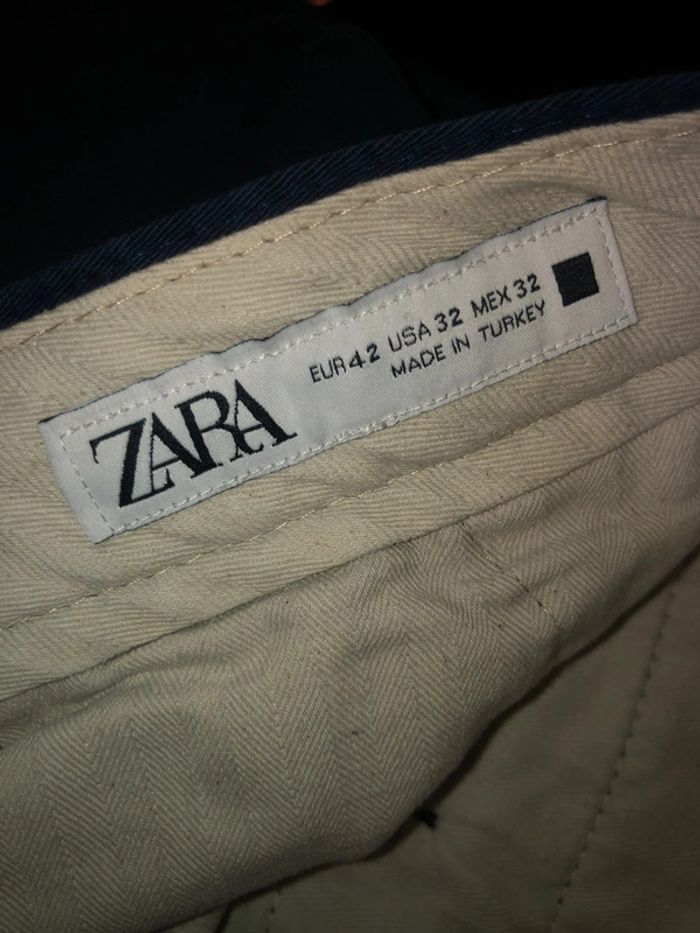 ZARA
EUR 42 USA 32 MEX 32
MADE IN TURKEY